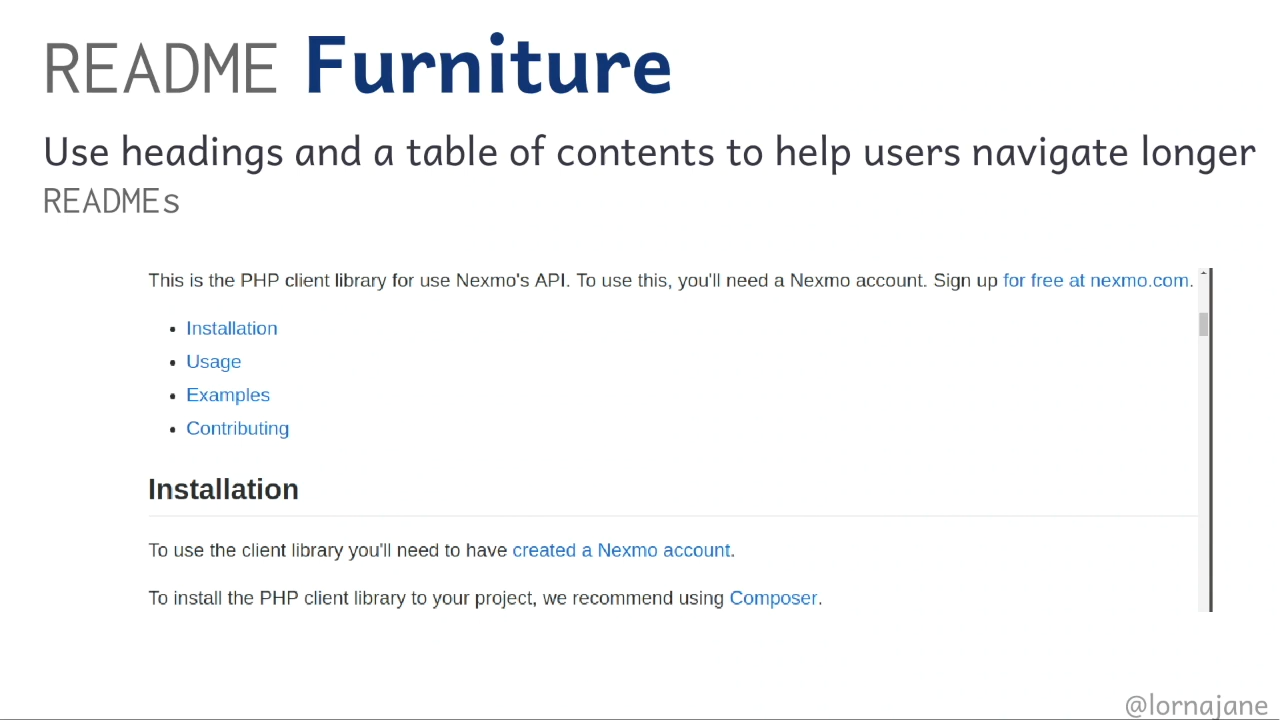 README Furniture
Use headings and a table of contents to help users navigate longer
READMEs
This is the PHP client library for use Nexmo's API. To use this, you'll need a Nexmo account. Sign up for free at nexmo.com.
• Installation
• Usage
• Examples
• Contributing
Installation
To use the client library you'll need to have created a Nexmo account.
To install the PHP client library to your project, we recommend using Composer.
@lornajane